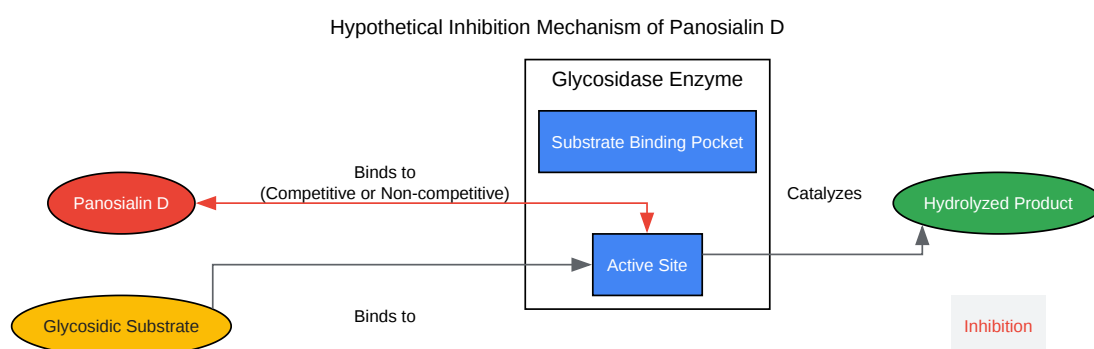 Hypothetical Inhibition Mechanism of Panosialin D
Glycosidase Enzyme
Substrate Binding Pocket
Binds to
(Competitive or Non-competitive)
Panosialin D
Catalyzes
Hydrolyzed Product
Active Site
Glycosidic Substrate
Binds to
Inhibition